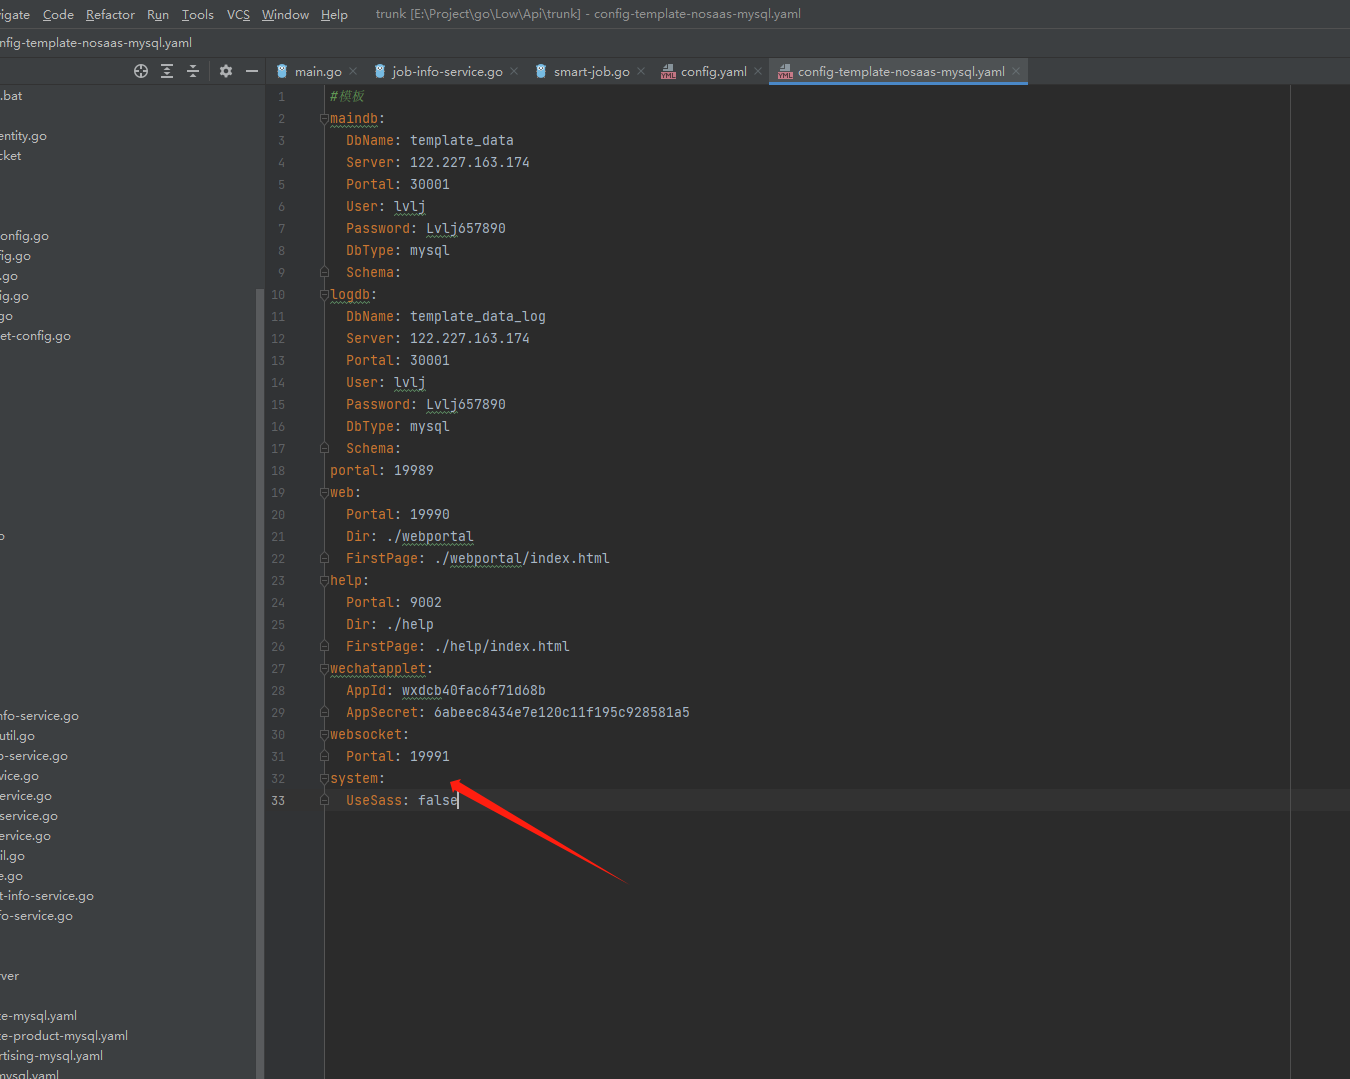 igate Code Refactor Run Tools VCS Window Help trunk [E:\Project\go\Low\Api\trunk] - config-template-nosaas-mysql.yaml
nfig-template-nosaas-mysql.yaml
main.go job-info-service.go smart-job.go config.yaml config-template-nosaas-mysql.yaml
.bat
entity.go
cket
onfig.go
ig.go
.go
ig.go
go
et-config.go
o
nfo-service.go
util.go
o-service.go
vice.go
ervice.go
service.go
ervice.go
il.go
e.go
t-info-service.go
fo-service.go
ver
te-mysql.yaml
te-product-mysql.yaml
rtising-mysql.yaml
mysql.yaml
1 #模板
2 maindb:
3 DbName: template_data
4 Server: 122.227.163.174
5 Portal: 30001
6 User: lvlj
7 Password: Lvlj657890
8 DbType: mysql
9 Schema:
10 logdb:
11 DbName: template_data_log
12 Server: 122.227.163.174
13 Portal: 30001
14 User: lvlj
15 Password: Lvlj657890
16 DbType: mysql
17 Schema:
18 portal: 19989
19 web:
20 Portal: 19990
21 Dir: ./webportal
22 FirstPage: ./webportal/index.html
23 help:
24 Portal: 9002
25 Dir: ./help
26 FirstPage: ./help/index.html
27 wechatapplet:
28 AppId: wxdcb40fac6f71d68b
29 AppSecret: 6abeec8434e7e120c11f195c928581a5
30 websocket:
31 Portal: 19991
32 system:
33 UseSass: false